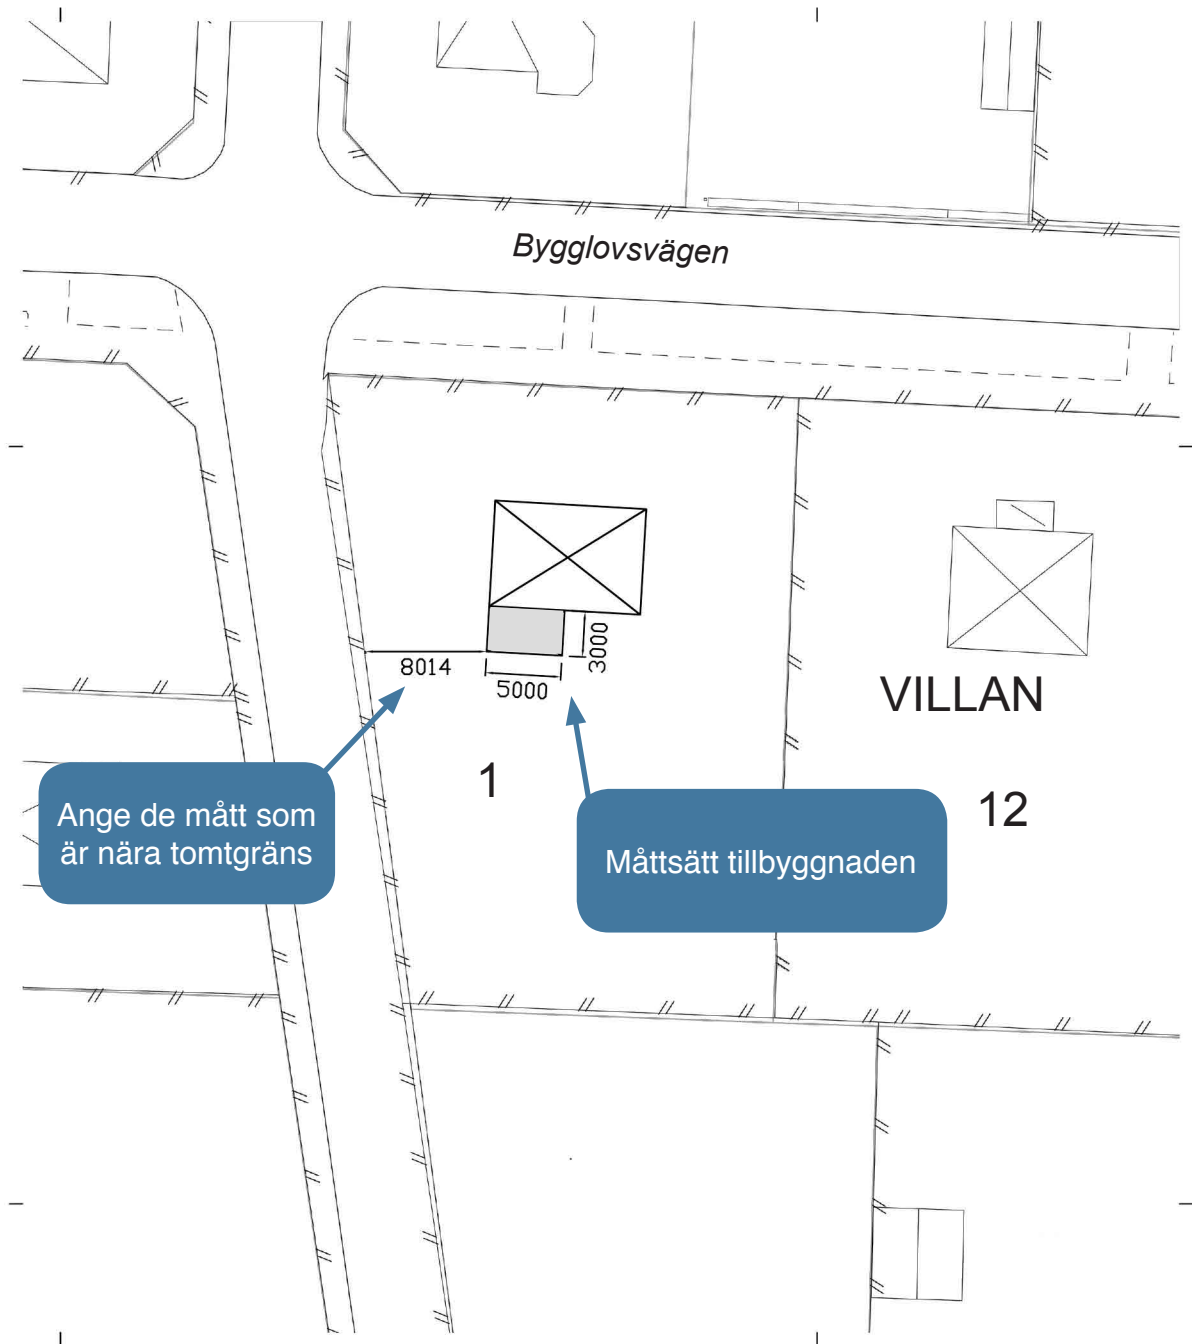 Bygglovsvägen
8014
5000
3000
VILLAN
1
12
Ange de mått som
är nära tomtgräns
Måttsätt tillbyggnaden